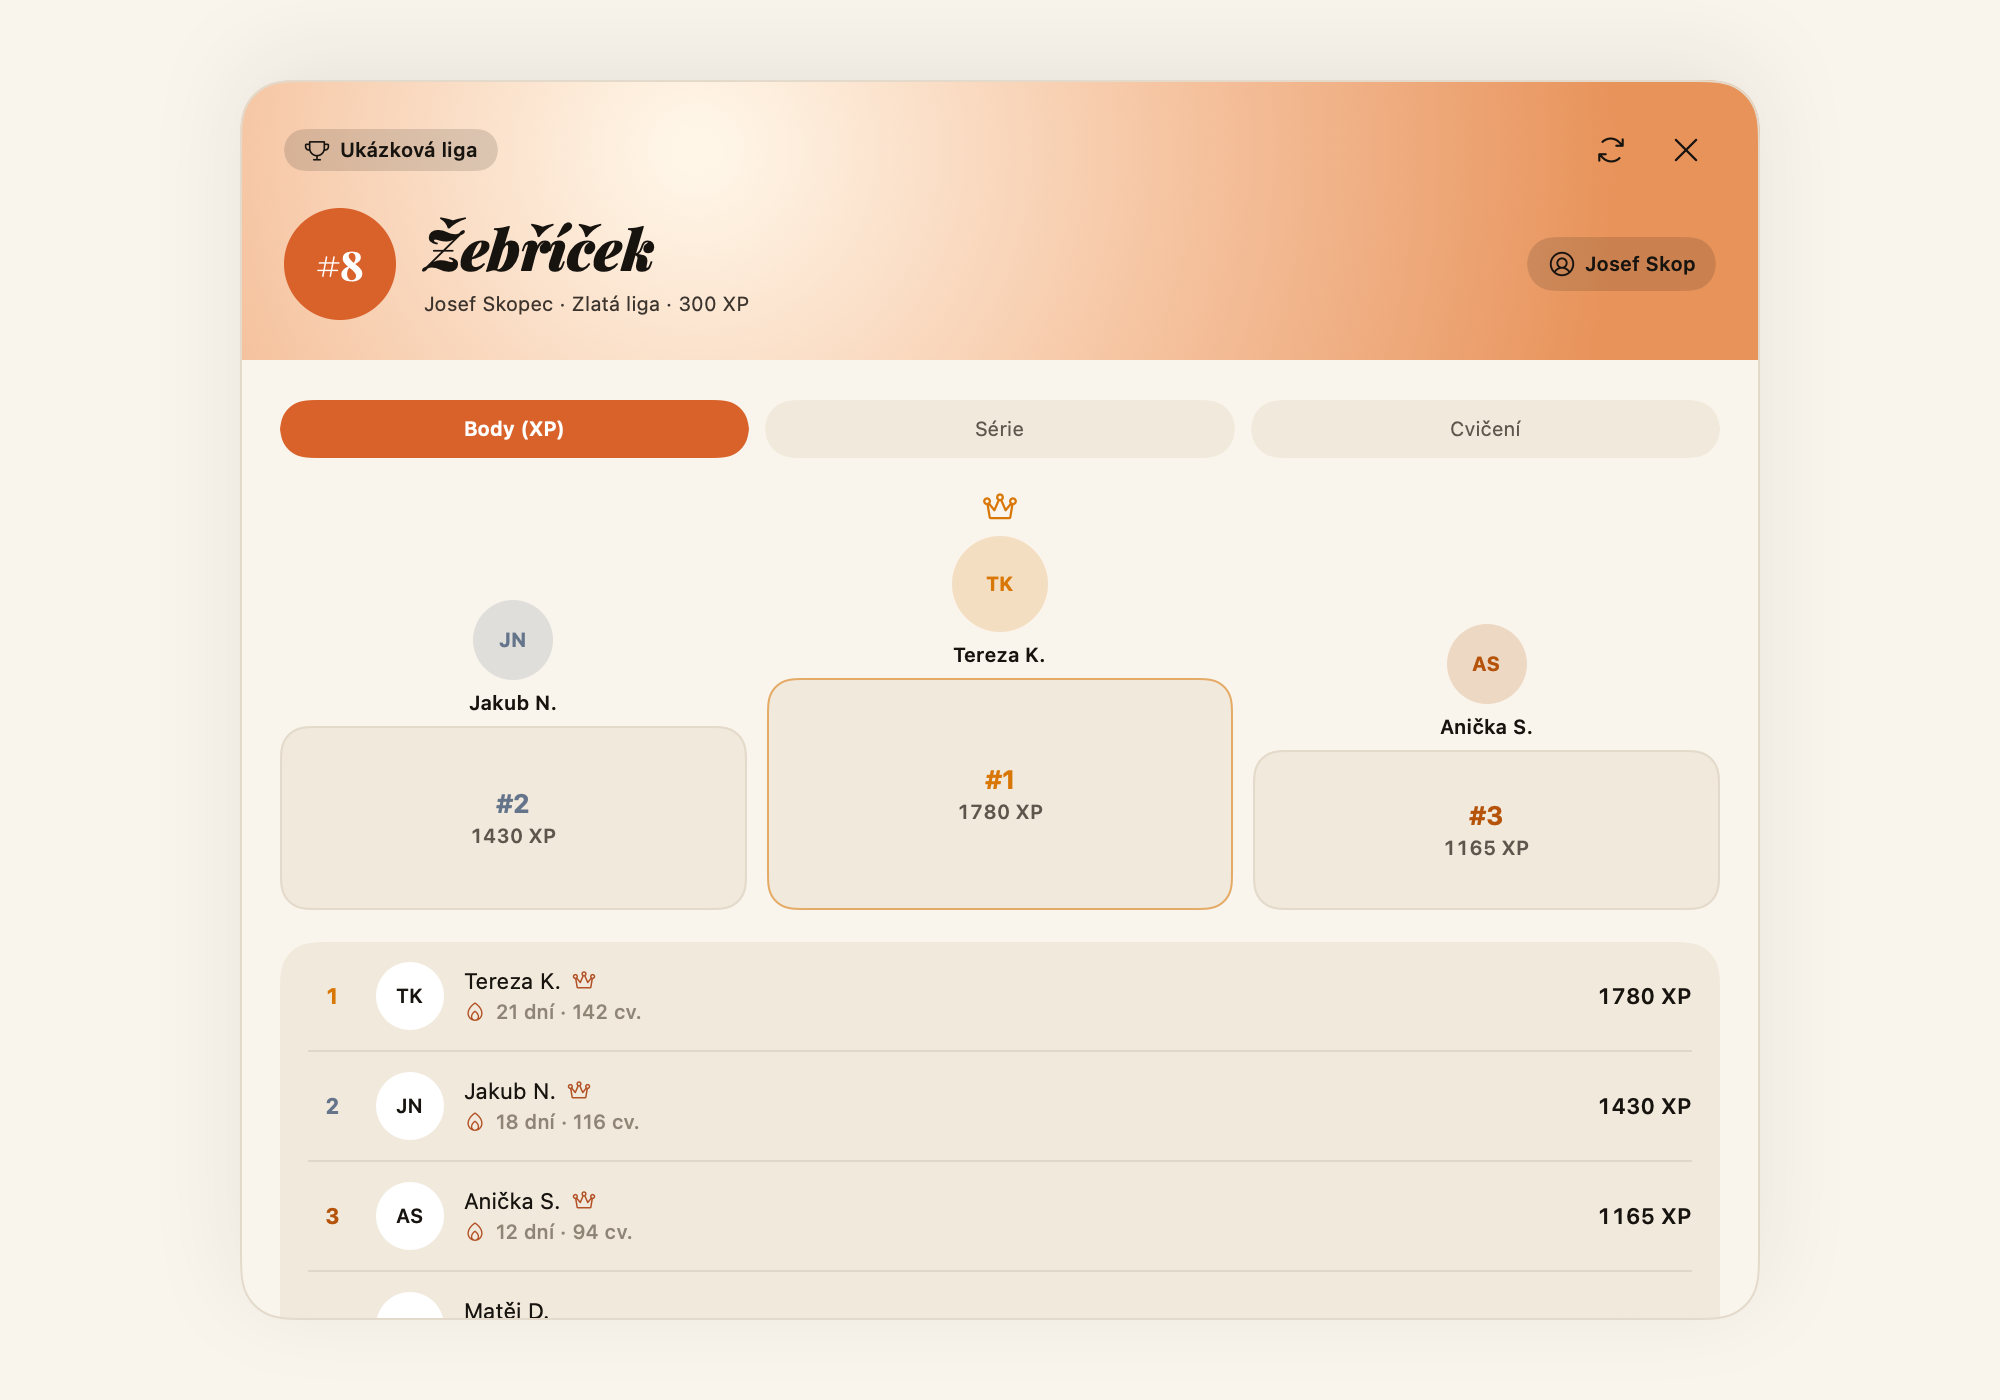 Ukázková liga
#8
Žebříček
Josef Skopec · Zlatá liga · 300 XP
Josef Skop
Body (XP)
Série
Cvičení
TK
Tereza K.
JN
Jakub N.
AS
Anička S.
#1
1780 XP
#2
1430 XP
#3
1165 XP
1
TK
Tereza K.
21 dní · 142 cv.
1780 XP
2
JN
Jakub N.
18 dní · 116 cv.
1430 XP
3
AS
Anička S.
12 dní · 94 cv.
1165 XP
Matěj D.